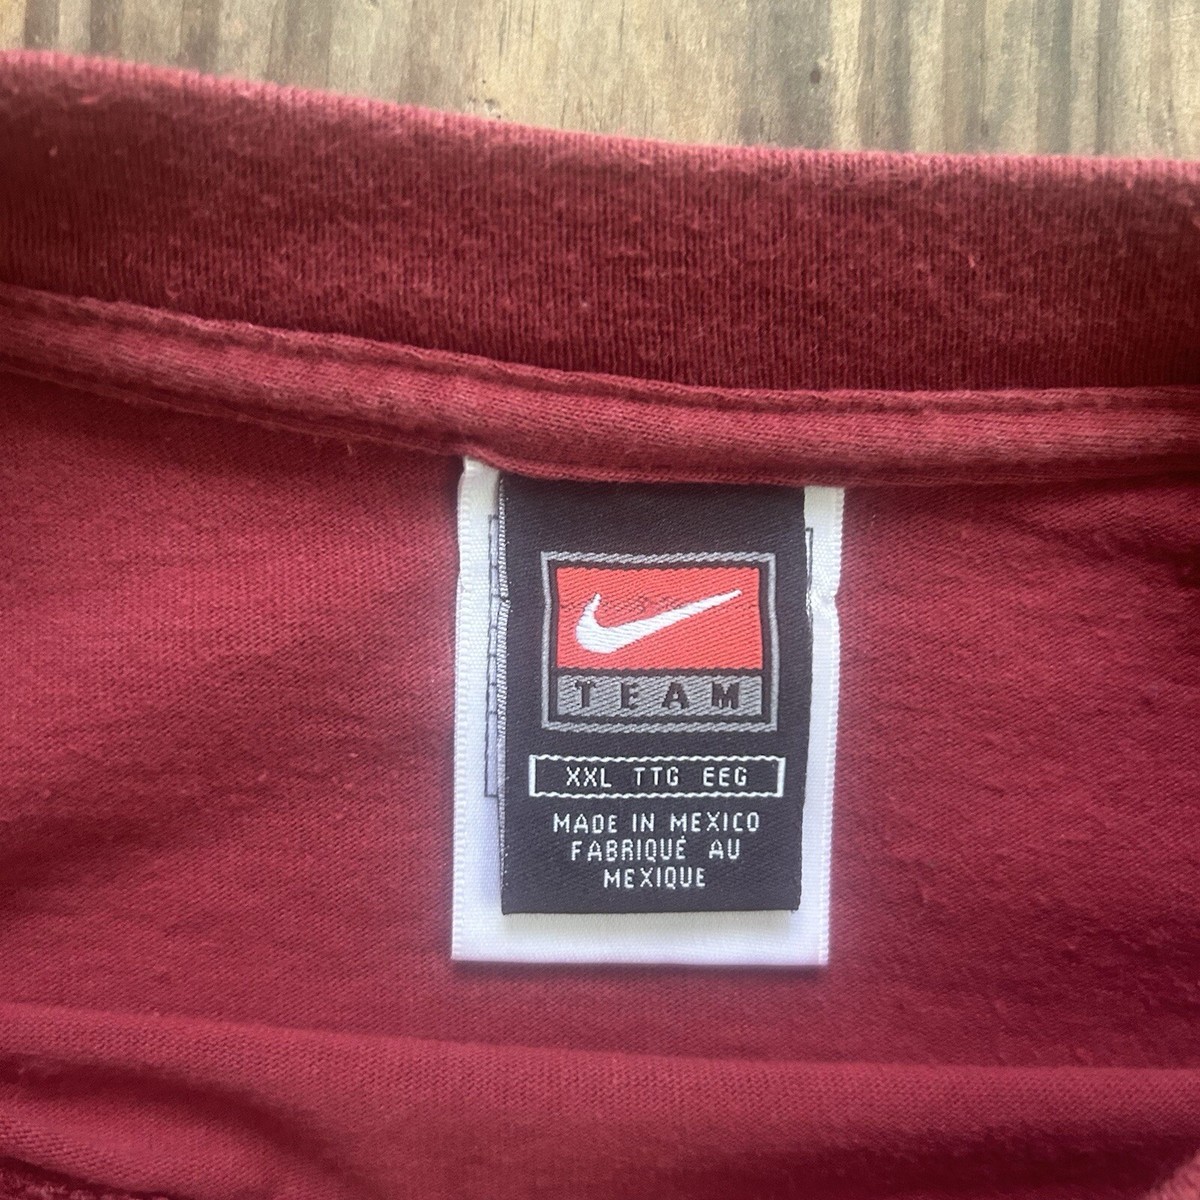 TEAM
XXL TTG EEG
MADE IN MEXICO
FABRIQUÉ AU
MEXIQUE